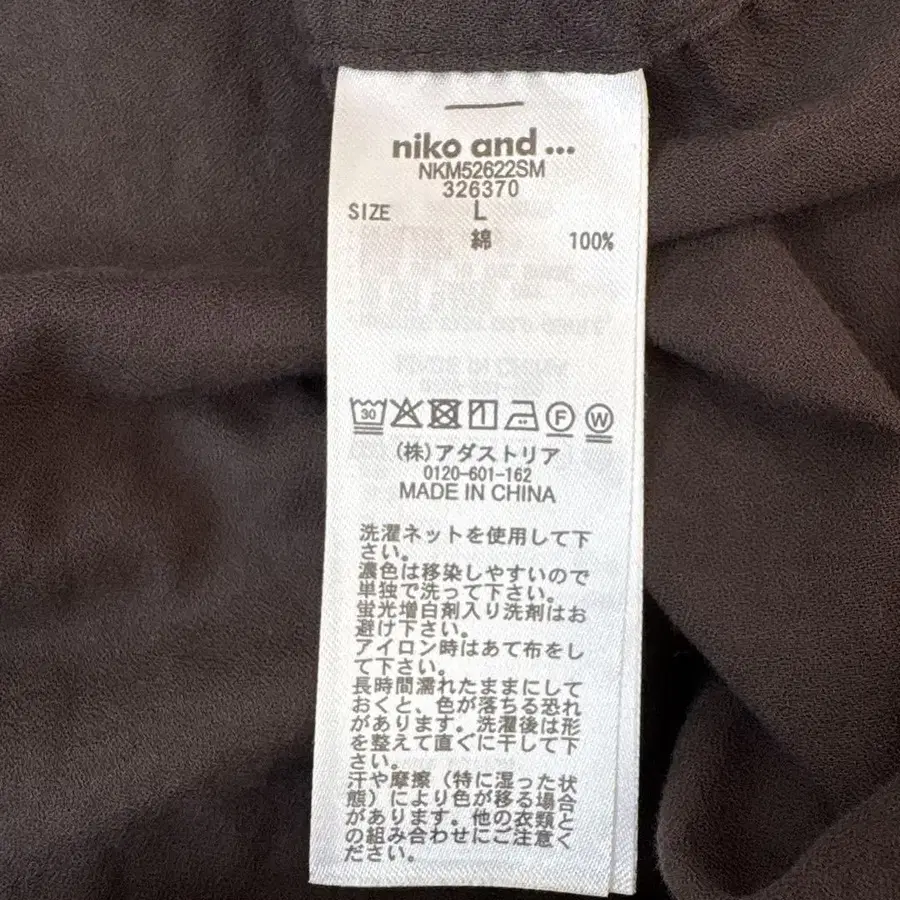 niko and ...
NKM52622SM
326370
SIZE L
綿 100%
30
F W
(株)アダストリア
0120-601-162
MADE IN CHINA
洗濯ネットを使用して下
さい。
濃色は移染しやすいので
単独で洗って下さい。
蛍光増白剤入り洗剤はお
避け下さい。
アイロン時はあて布をし
て下さい。
長時間濡れたままにして
おくと、色が落ちる恐れ
があります。洗濯後は形
を整えて直ぐに干して下
さい。
汗や摩擦(特に湿った状
態)により色が移る場合
があります。他の衣類と
の組み合わせにご注意く
ださい。